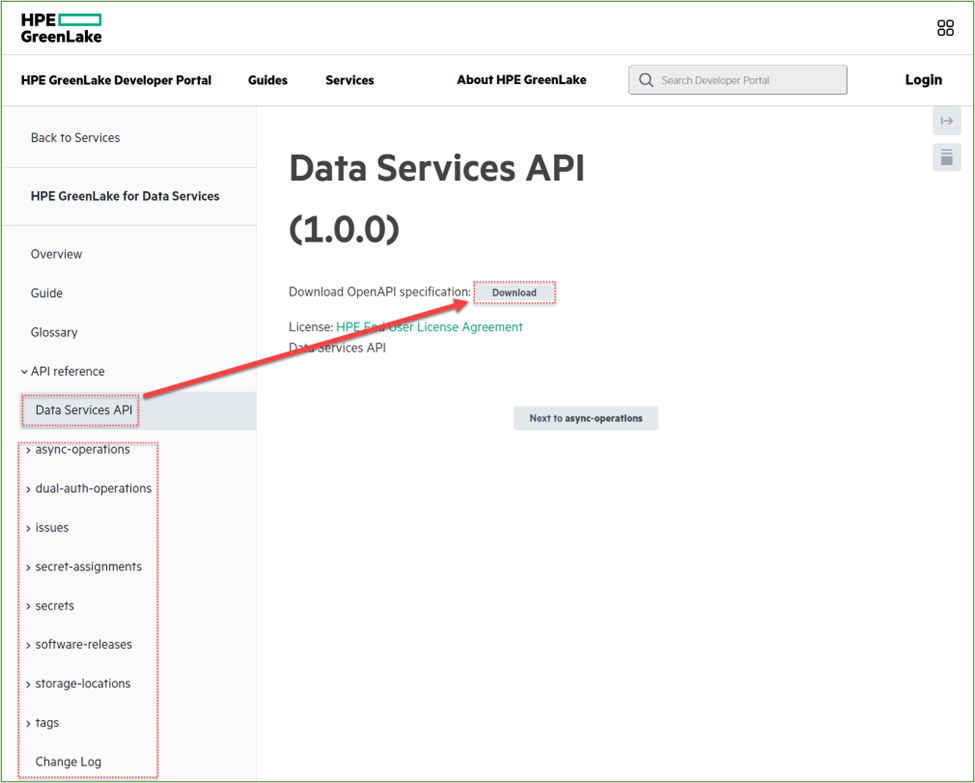 HPE
GreenLake
HPE GreenLake Developer Portal
Guides
Services
About HPE GreenLake
Search Developer Portal
Login
Back to Services
HPE GreenLake for Data Services
Overview
Guide
Glossary
API reference
Data Services API
async-operations
dual-auth-operations
issues
secret-assignments
secrets
software-releases
storage-locations
tags
Change Log
Data Services API
(1.0.0)
Download OpenAPI specification: Download
License: HPE End User License Agreement
Data Services API
Next to async-operations